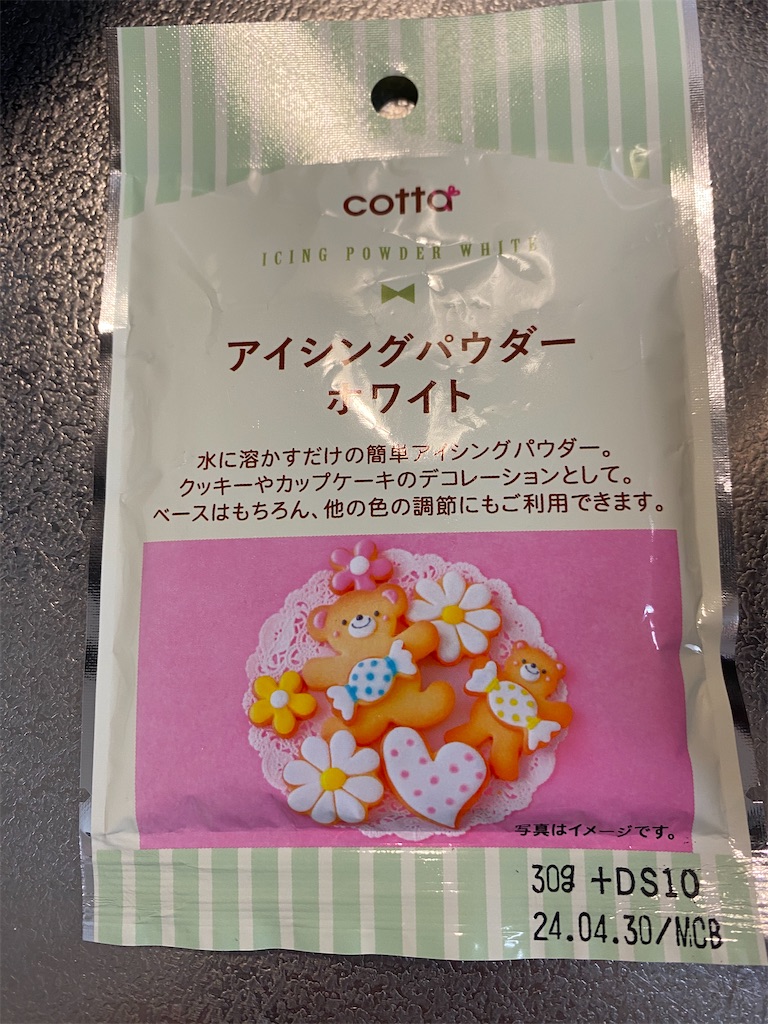 cotta
ICING POWDER WHITE
アイシングパウダー
ホワイト
水に溶かすだけの簡単アイシングパウダー。
クッキーやカップケーキのデコレーションとして。
ベースはもちろん、他の色の調節にもご利用できます。
写真はイメージです。
30g +DS10
24.04.30/MCB